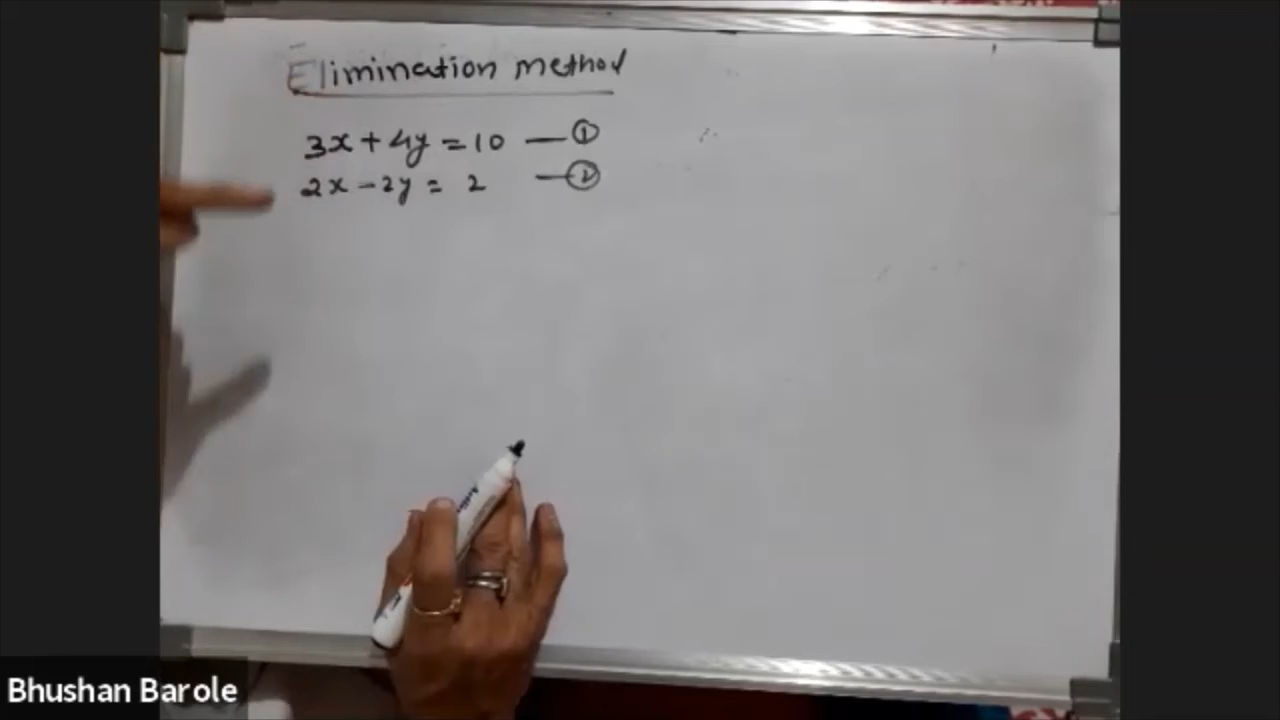 Elimination method
3x + 4y = 10 — ①
2x - 2y = 2 — ②
Bhushan Barole